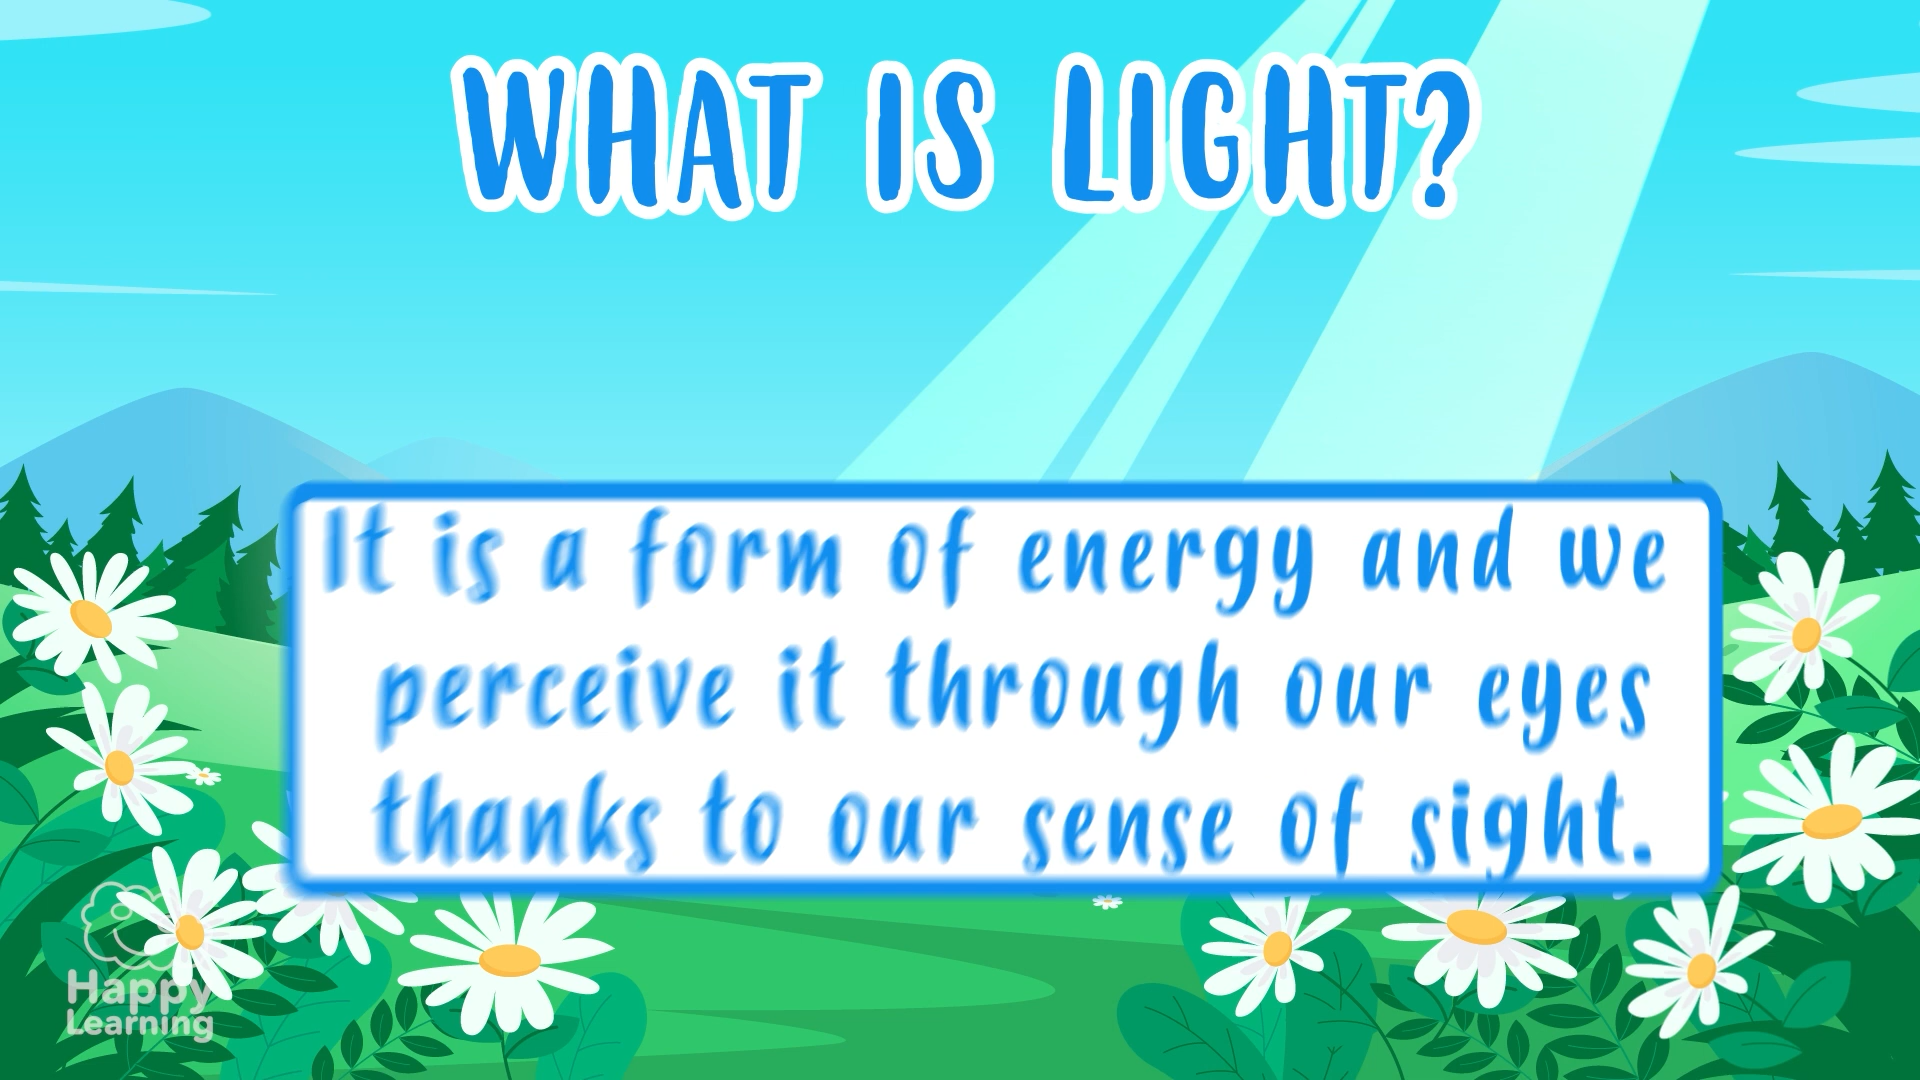 WHAT IS LIGHT?
It is a form of energy and we
perceive it through our eyes
thanks to our sense of sight.
Happy
Learning